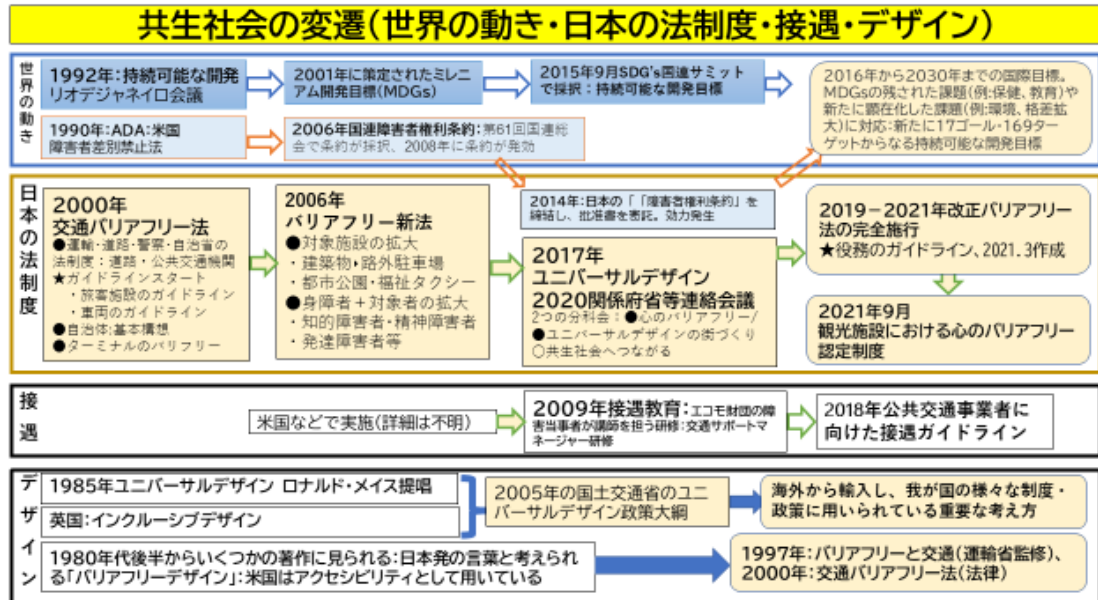 共生社会の変遷(世界の動き・日本の法制度・接遇・デザイン)
世界の動き
1992年:持続可能な開発
リオデジャネイロ会議
2001年に策定されたミレニ
アム開発目標(MDGs)
2015年9月SDG's国連サミット
で採択:持続可能な開発目標
2016年から2030年までの国際目標。
MDGsの残された課題(例:保健、教育)や
新たに顕在化した課題(例:環境、格差拡
大)に対応:新たに17ゴール・169ター
ゲットからなる持続可能な開発目標
1990年:ADA:米国
障害者差別禁止法
2006年国連障害者権利条約:第61回国連総
会で条約が採択、2008年に条約が発効
日本の法制度
2000年
交通バリアフリー法
●運輸・道路・警察・自治省の
法制度:道路・公共交通機関
★ガイドラインスタート
・旅客施設のガイドライン
・車両のガイドライン
●自治体:基本構想
●ターミナルのバリフリー
2006年
バリアフリー新法
●対象施設の拡大
・建築物・路外駐車場
・都市公園・福祉タクシー
●身障者+対象者の拡大
・知的障害者・精神障害者
・発達障害者等
2014年:日本の「「障害者権利条約」を
締結し、批准書を寄託。効力発生
2017年
ユニバーサルデザイン
2020関係府省等連絡会議
2つの分科会:●心のバリアフリー/
●ユニバーサルデザインの街づくり
○共生社会へつながる
2019-2021年改正バリアフリー
法の完全施行
★役務のガイドライン、2021.3作成
2021年9月
観光施設における心のバリアフリー
認定制度
接遇
米国などで実施(詳細は不明)
2009年接遇教育:エコモ財団の障
害当事者が講師を担う研修:交通サポートマ
ネージャー研修
2018年公共交通事業者に
向けた接遇ガイドライン
デザイン
1985年ユニバーサルデザイン ロナルド・メイス提唱
英国:インクルーシブデザイン
2005年の国土交通省のユニ
バーサルデザイン政策大綱
海外から輸入し、我が国の様々な制度・
政策に用いられている重要な考え方
1980年代後半からいくつかの著作に見られる:日本発の言葉と考えられ
る「バリアフリーデザイン」:米国はアクセシビリティとして用いている
1997年:バリアフリーと交通(運輸省監修)、
2000年:交通バリアフリー法(法律)